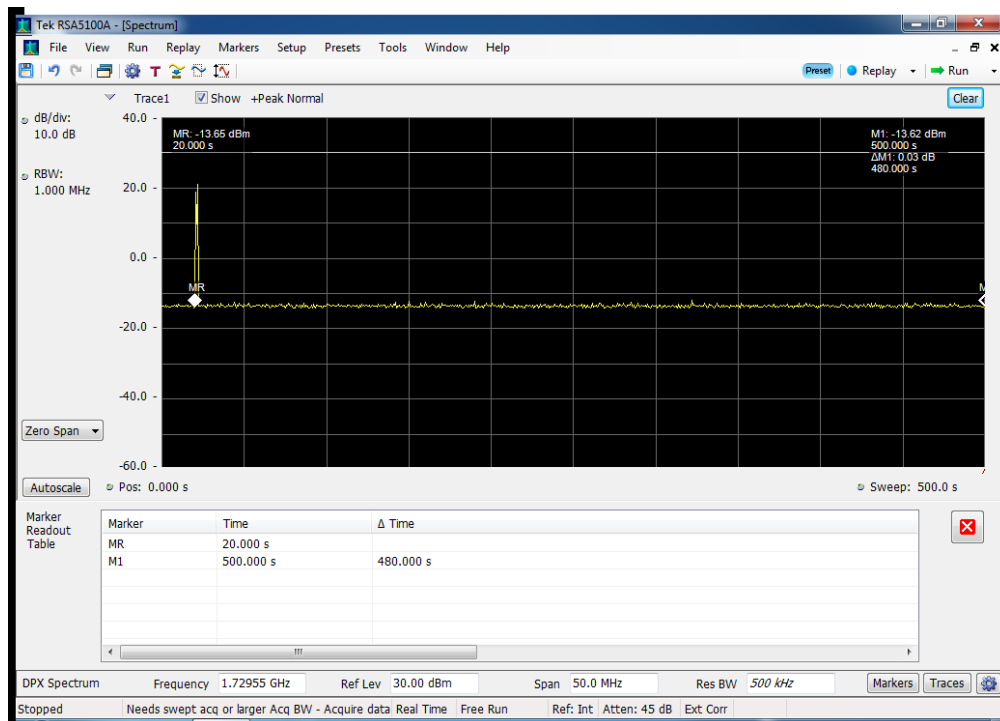 Tek RSA5100A - [Spectrum]
File View Run Replay Markers Setup Presets Tools Window Help
Preset Replay Run
Trace1 Show +Peak Normal Clear
dB/div:
10.0 dB
RBW:
1.000 MHz
40.0
20.0
0.0
-20.0
-40.0
-60.0
MR: -13.65 dBm
20.000 s
M1: -13.62 dBm
500.000 s
ΔM1: 0.03 dB
480.000 s
MR
M
Zero Span
Autoscale Pos: 0.000 s Sweep: 500.0 s
Marker
Readout
Table
Marker Time Δ Time
MR 20.000 s
M1 500.000 s 480.000 s
DPX Spectrum Frequency 1.72955 GHz Ref Lev 30.00 dBm Span 50.0 MHz Res BW 500 kHz Markers Traces
Stopped Needs swept acq or larger Acq BW - Acquire data Real Time Free Run Ref: Int Atten: 45 dB Ext Corr